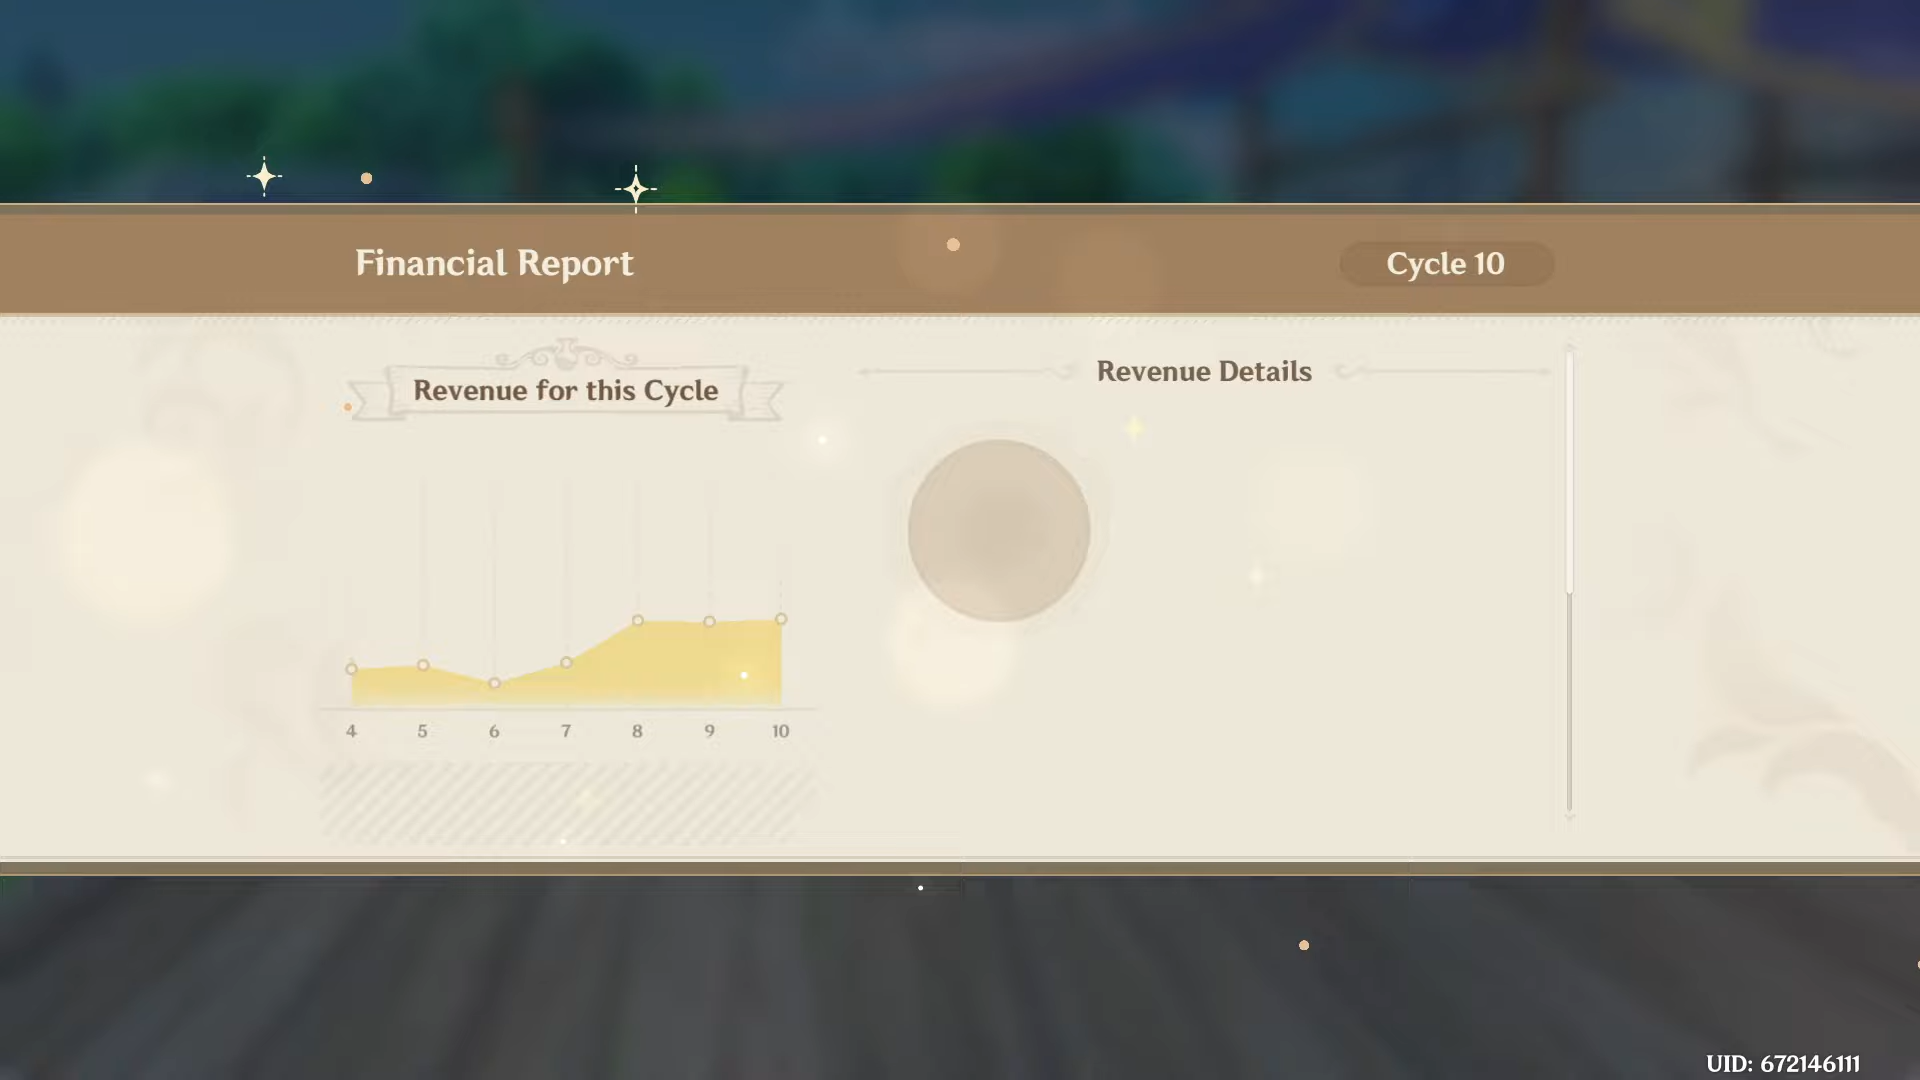 Financial Report
Cycle 10
Revenue for this Cycle
Revenue Details
4 5 6 7 8 9 10
UID: 672146111